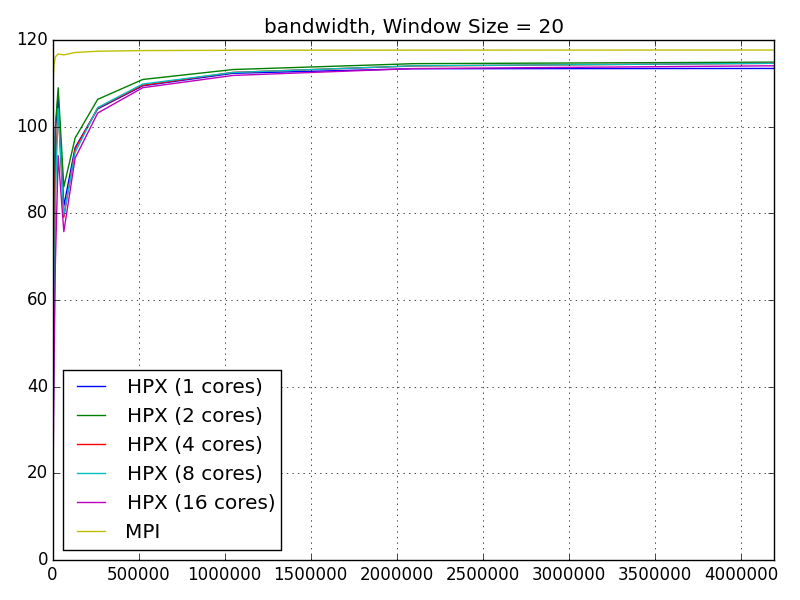 bandwidth, Window Size = 20
120
100
80
60
40
20
0
HPX (1 cores)
HPX (2 cores)
HPX (4 cores)
HPX (8 cores)
HPX (16 cores)
MPI
0 500000 1000000 1500000 2000000 2500000 3000000 3500000 4000000